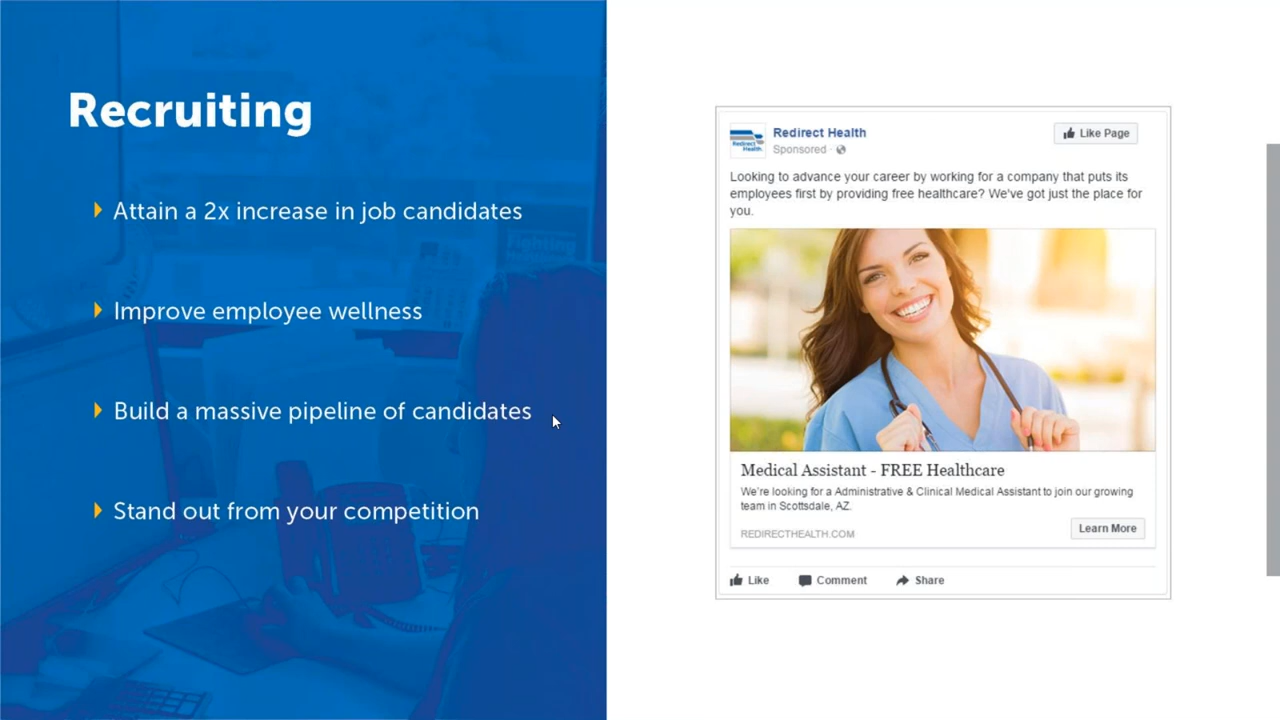 Recruiting
Attain a 2x increase in job candidates
Improve employee wellness
Build a massive pipeline of candidates
Stand out from your competition
Redirect Health
Sponsored ·
Like Page
Looking to advance your career by working for a company that puts its
employees first by providing free healthcare? We've got just the place for
you.
Medical Assistant - FREE Healthcare
We're looking for a Administrative & Clinical Medical Assistant to join our growing
team in Scottsdale, AZ.
REDIRECTHEALTH.COM
Learn More
Like
Comment
Share
Redirect
Health
Fighting